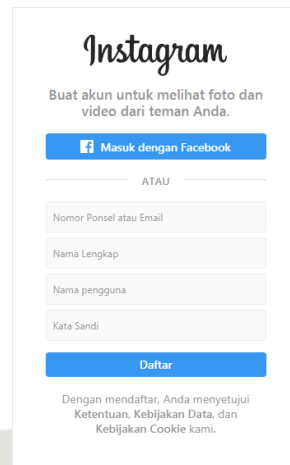 Instagram
Buat akun untuk melihat foto dan
video dari teman Anda.
Masuk dengan Facebook
ATAU
Nomor Ponsel atau Email
Nama Lengkap
Nama pengguna
Kata Sandi
Daftar
Dengan mendaftar, Anda menyetujui
Ketentuan, Kebijakan Data, dan
Kebijakan Cookie kami.